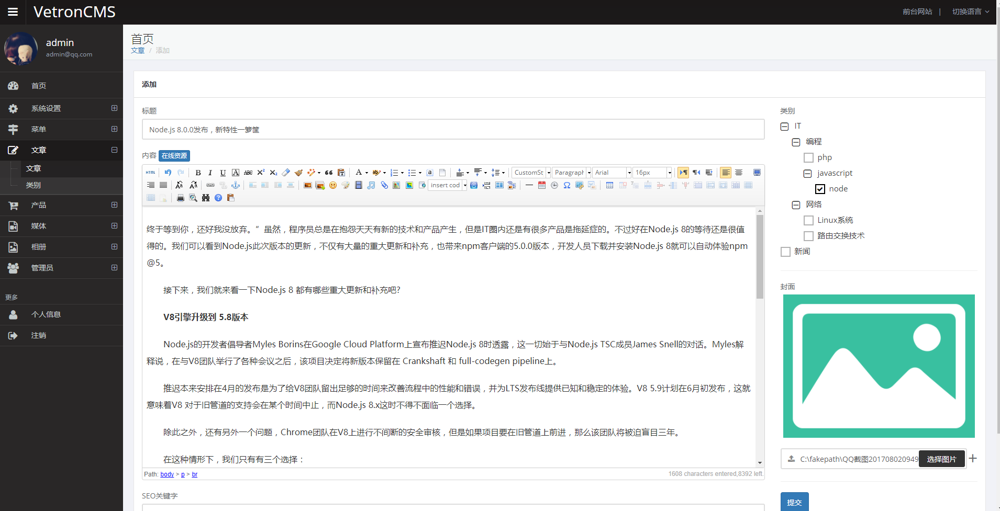 VetronCMS
前台网站 | 切换语言
admin
admin@qq.com
首页
系统设置
菜单
文章
文章
类别
产品
媒体
相册
管理员
更多
个人信息
注销
首页
文章 / 添加
添加
标题
Node.js 8.0.0发布，新特性一箩筐
内容 在线资源
HTML
CustomSt Paragraph Arial 16px
insert cod
终于等到你，还好我没放弃。”虽然，程序员总是在抱怨天天有新的技术和产品产生，但是IT圈内还是有很多产品是拖延症的。不过好在Node.js 8的等待还是很值
得的。我们可以看到Node.js此次版本的更新，不仅有大量的重大更新和补充，也带来npm客户端的5.0.0版本，开发人员下载并安装Node.js 8就可以自动体验npm
@5。
接下来，我们就来看一下Node.js 8 都有哪些重大更新和补充吧?
V8引擎升级到 5.8版本
Node.js的开发者倡导者Myles Borins在Google Cloud Platform上宣布推迟Node.js 8时透露，这一切始于与Node.js TSC成员James Snell的对话。Myles解
释说，在与V8团队举行了各种会议之后，该项目决定将新版本保留在 Crankshaft 和 full-codegen pipeline上。
推迟本来安排在4月的发布是为了给V8团队留出足够的时间来改善流程中的性能和错误，并为LTS发布线提供已知和稳定的体验。V8 5.9计划在6月初发布，这就
意味着V8 对于旧管道的支持会在某个时间中止，而Node.js 8.x这时不得不面临一个选择。
除此之外，还有另外一个问题，Chrome团队在V8上进行不间断的安全审核，但是如果项目要在旧管道上前进，那么该团队将被迫盲目三年。
在这种情形下，我们只有有三个选择：
Path: body > p > br
1608 characters entered,8392 left.
SEO关键字
类别
IT
编程
php
javascript
node
网络
Linux系统
路由交换技术
新闻
封面
C:\fakepath\QQ截图201708020949 选择图片
提交